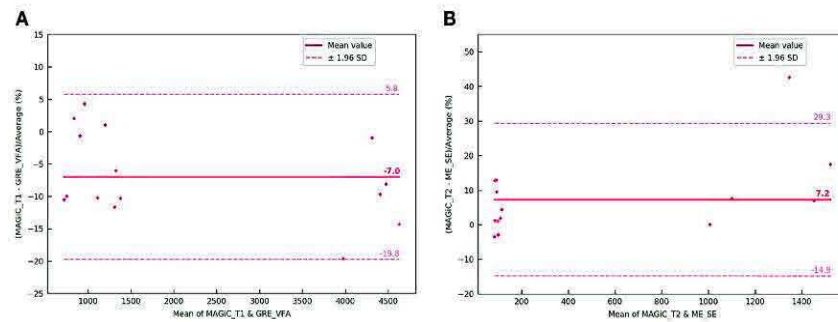 A
[MAGiC_T1 - GRE_VFA)/Average (%)
15
10
5
0
−5
−10
−15
−20
−25
Mean value
± 1.96 SD
5.8
-7.0
-19.8
1000 1500 2000 2500 3000 3500 4000 4500
Mean of MAGiC_T1 & GRE_VFA
B
(MAGiC_T2 - ME_SE)/Average (%)
50
40
30
20
10
0
−10
−20
Mean value
± 1.96 SD
29.3
7.2
-14.9
200 400 600 800 1000 1200 1400
Mean of MAGiC_T2 & ME_SE